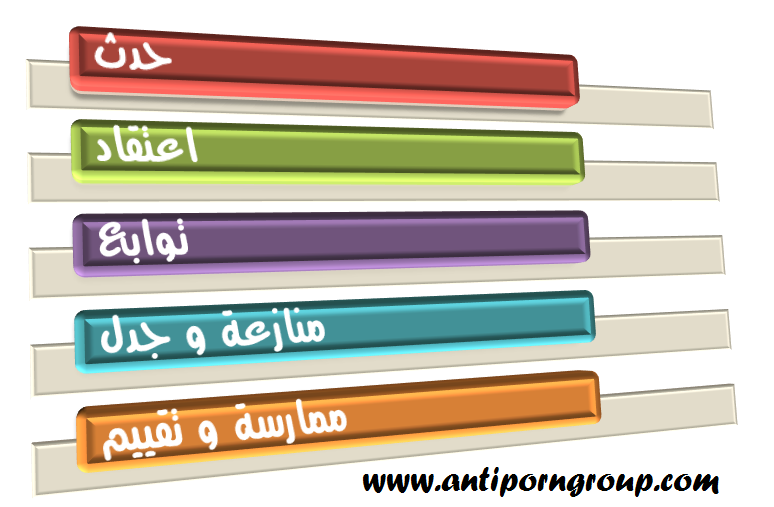 حدث
اعتقاد
توابع
منازعة و جدل
ممارسة و تقييم
www.antiporngroup.com